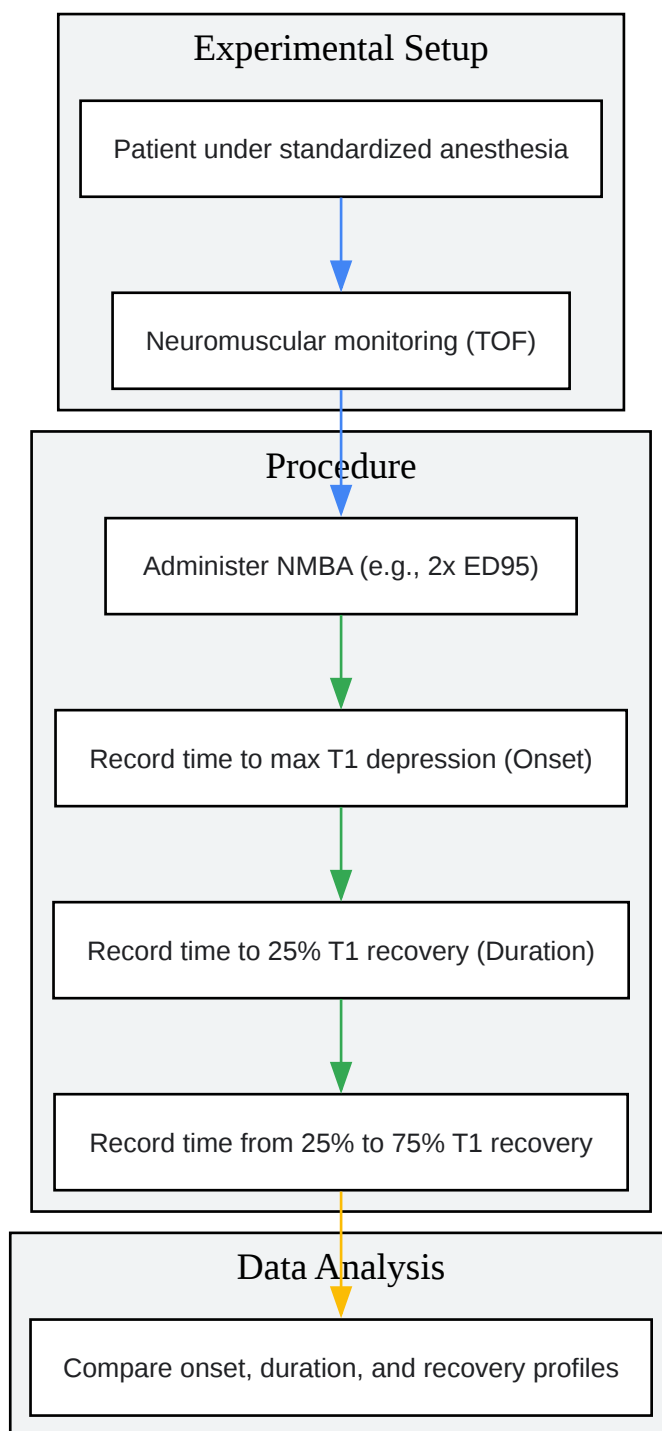 Experimental Setup
Patient under standardized anesthesia
Neuromuscular monitoring (TOF)
Procedure
Administer NMBA (e.g., 2x ED95)
Record time to max T1 depression (Onset)
Record time to 25% T1 recovery (Duration)
Record time from 25% to 75% T1 recovery
Data Analysis
Compare onset, duration, and recovery profiles